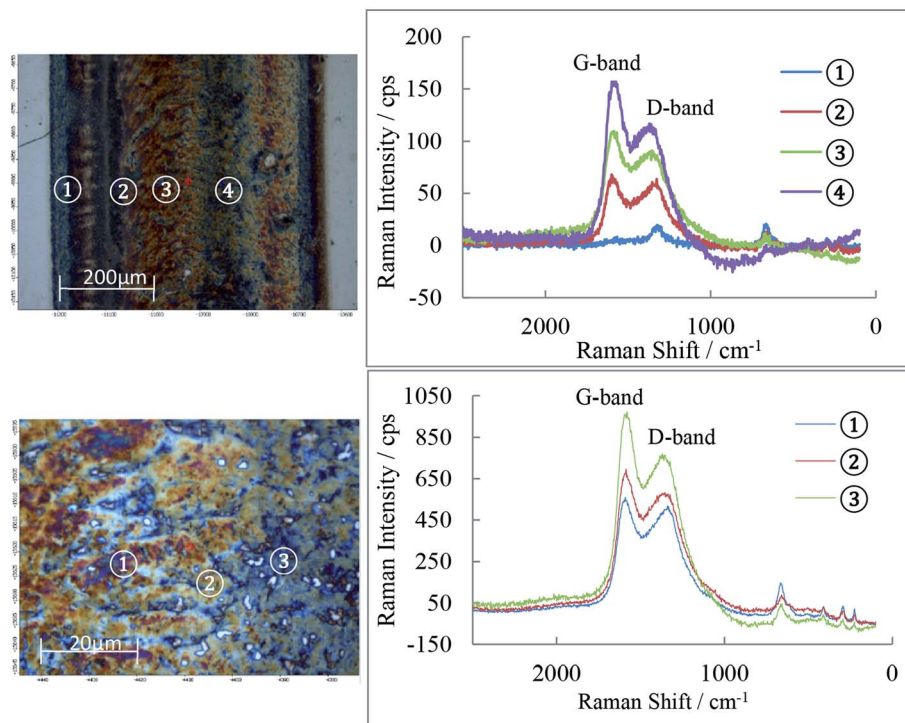 ① ② ③ ④
200μm
200
150
100
50
0
-50
Raman Intensity / cps
G-band
D-band
①
②
③
④
2000 1000 0
Raman Shift / cm-1
① ② ③
20μm
1050
850
650
450
250
50
-150
Raman Intensity / cps
G-band
D-band
①
②
③
2000 1000 0
Raman Shift / cm-1